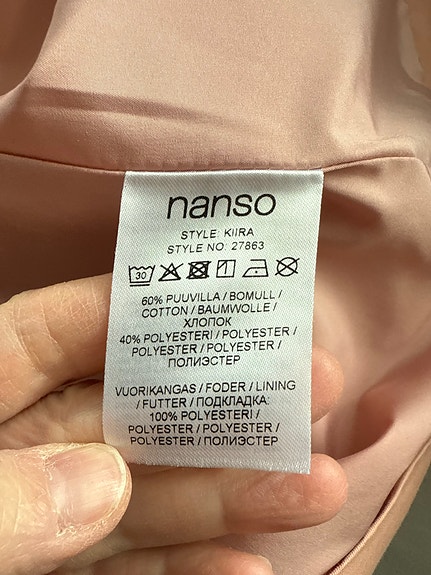 nanso
STYLE: KIIRA
STYLE NO: 27863
30
60% PUUVILLA / BOMULL /
COTTON / BAUMWOLLE /
ХЛОПОК
40% POLYESTERI / POLYESTER /
POLYESTER / POLYESTER /
ПОЛИЭСТЕР
VUORIKANGAS / FODER / LINING
/ FUTTER / ПОДКЛАДКА:
100% POLYESTERI /
POLYESTER / POLYESTER /
POLYESTER / ПОЛИЭСТЕР